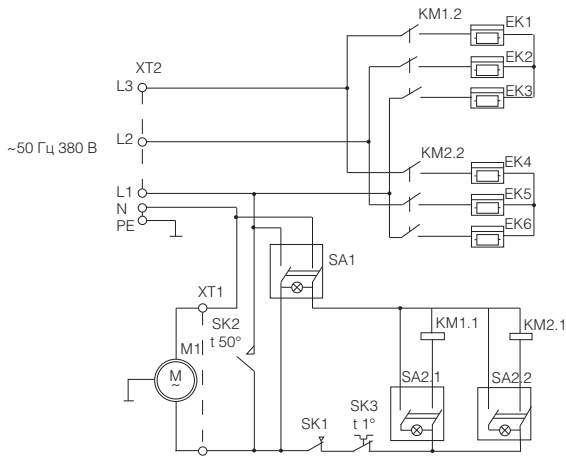 KM1.2
EK1
EK2
EK3
XT2
L3
L2
~50 Гц 380 В
L1
N
PE
KM2.2
EK4
EK5
EK6
SA1
XT1
SK2
t 50°
M1
M
~
KM1.1
KM2.1
SA2.1
SA2.2
SK1
SK3
t 1°